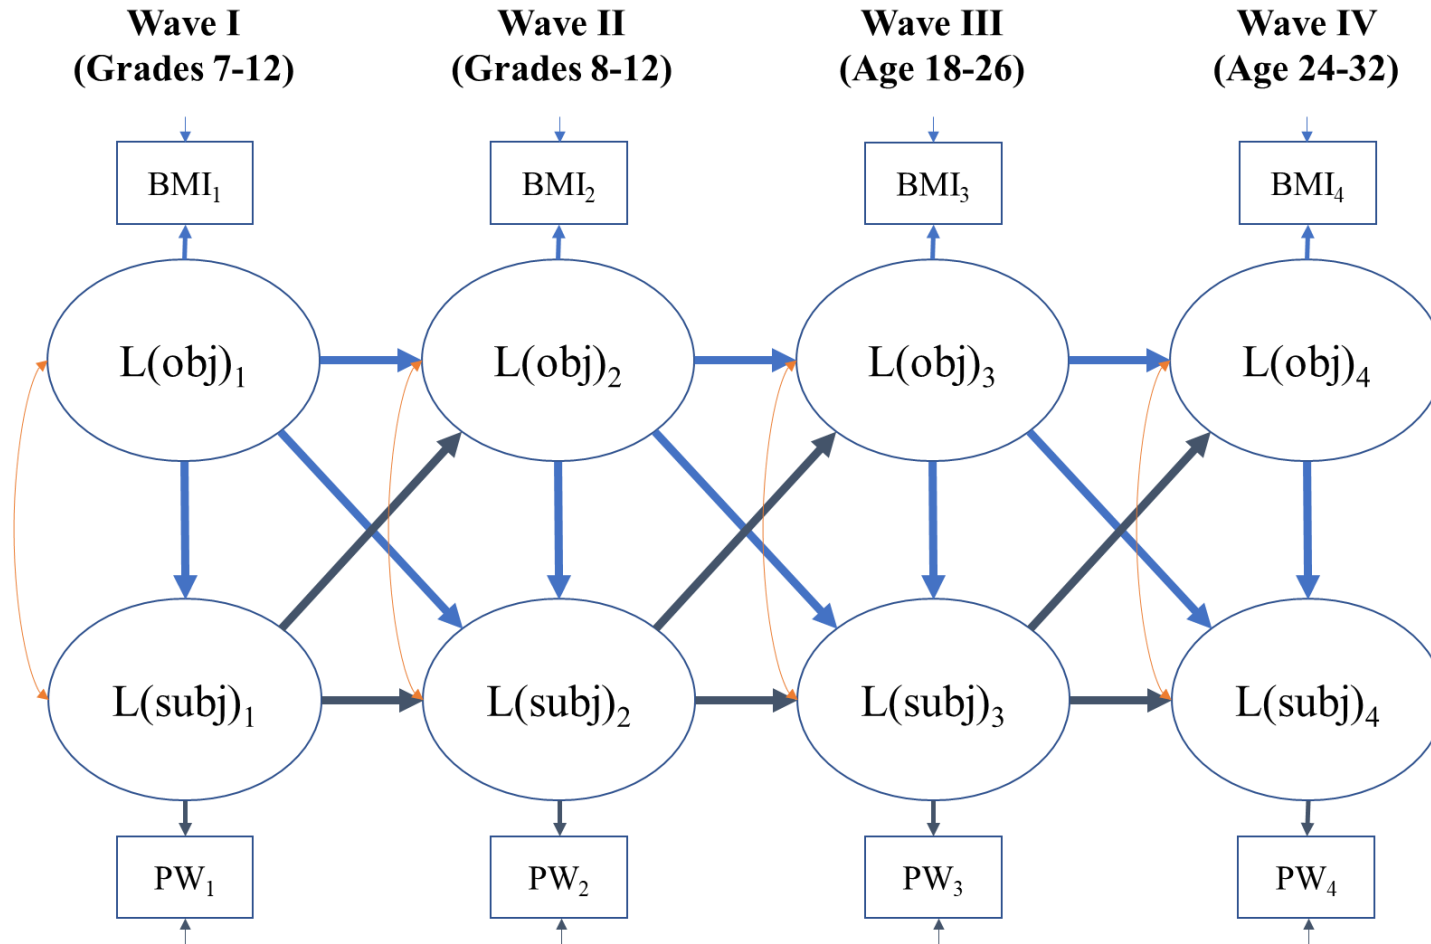 Wave I
(Grades 7-12)
Wave II
(Grades 8-12)
Wave III
(Age 18-26)
Wave IV
(Age 24-32)
BMI₁
BMI₂
BMI₃
BMI₄
L(obj)₁
L(obj)₂
L(obj)₃
L(obj)₄
L(subj)₁
L(subj)₂
L(subj)₃
L(subj)₄
PW₁
PW₂
PW₃
PW₄